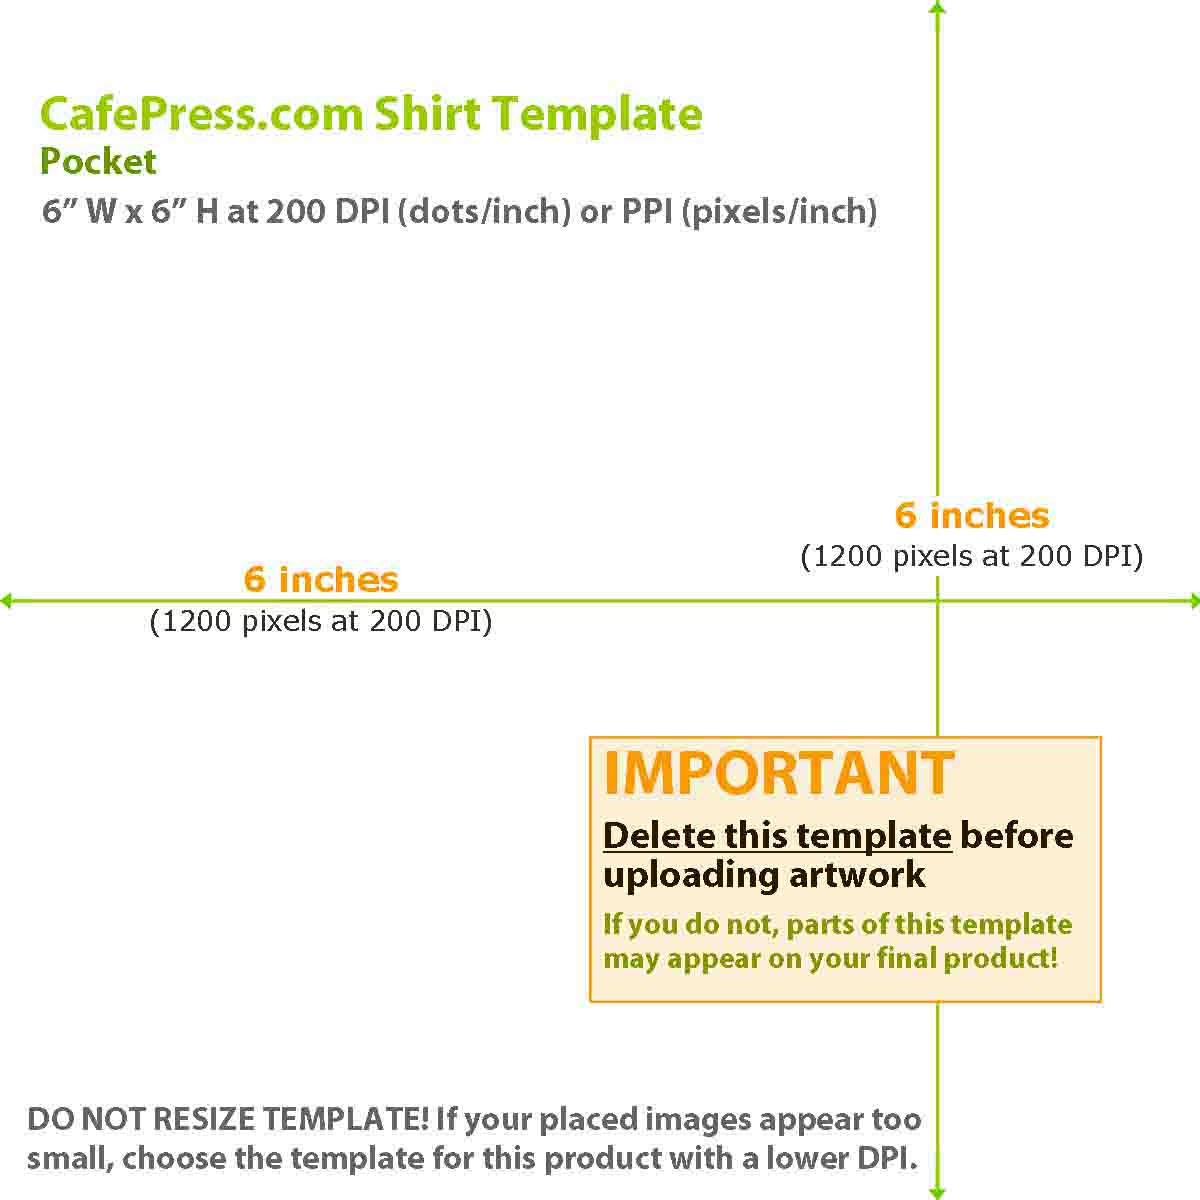 CafePress.com Shirt Template
Pocket
6” W x 6” H at 200 DPI (dots/inch) or PPI (pixels/inch)
6 inches
(1200 pixels at 200 DPI)
6 inches
(1200 pixels at 200 DPI)
IMPORTANT
Delete this template before
uploading artwork
If you do not, parts of this template
may appear on your final product!
DO NOT RESIZE TEMPLATE! If your placed images appear too
small, choose the template for this product with a lower DPI.